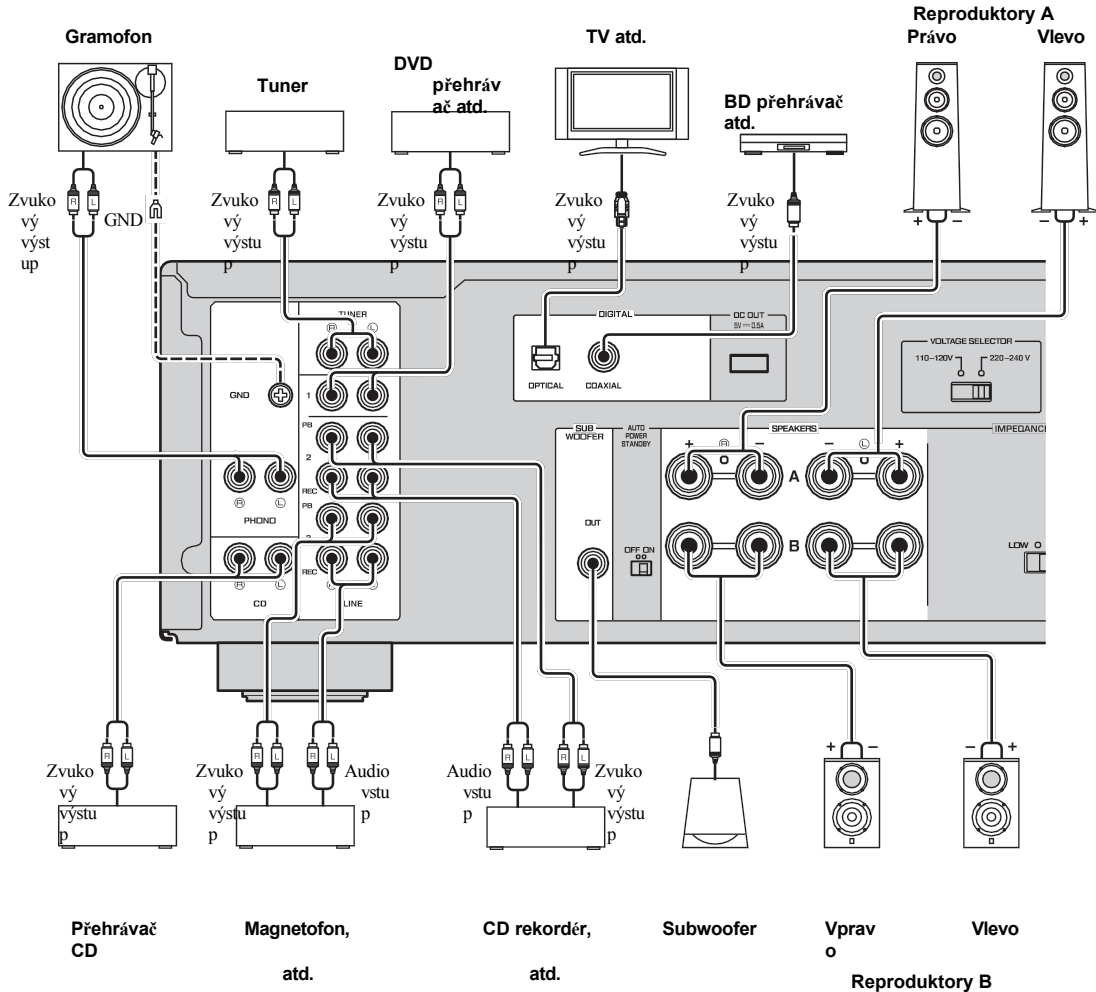 Reproduktory A
Gramofon
TV atd.
Právo
Vlevo
DVD
přehráv
ač atd.
Tuner
BD přehrávač
atd.
R L
R L
R L
Zvuko
vý
výst
up
GND
Zvuko
vý
výstu
p
Zvuko
vý
výstu
p
Zvuko
vý
výstu
p
Zvuko
vý
výstu
p
+ −
− +
TUNER
R L
DIGITAL
DC OUT
5V 0.5A
VOLTAGE SELECTOR
110–120V
220–240 V
OPTICAL
COAXIAL
GND
1
PB
2
REC
PB
3
REC
R L
PHONO
R L
CD
R L
LINE
SUB
WOOFER
AUTO
POWER
STANDBY
SPEAKERS
IMPEDANCE
+ R −
− L +
A
OUT
OFF ON
B
LOW
R L
R L
R L
R L
R L
+ −
− +
Zvuko
vý
výstu
p
Zvuko
vý
výstu
p
Audio
vstu
p
Audio
vstu
p
Zvuko
vý
výstu
p
Přehrávač
CD
Magnetofon,
atd.
CD rekordér,
atd.
Subwoofer
Vprav
o
Vlevo
Reproduktory B